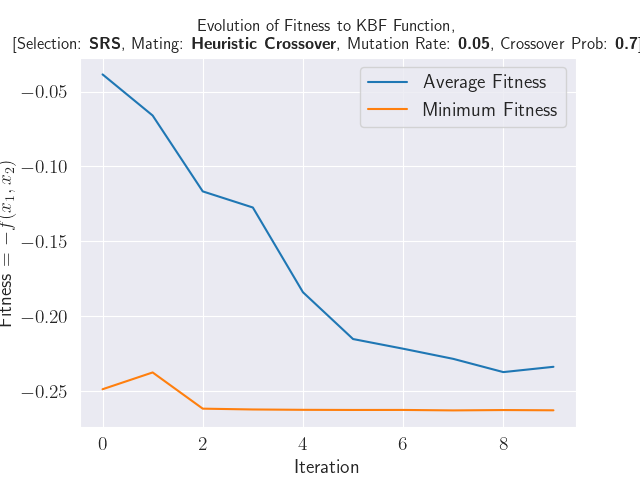 Evolution of Fitness to KBF Function,
[Selection: SRS, Mating: Heuristic Crossover, Mutation Rate: 0.05, Crossover Prob: 0.7]
Average Fitness
Minimum Fitness
−0.05
−0.10
−0.15
−0.20
−0.25
Fitness = −f(x₁, x₂)
0 2 4 6 8
Iteration